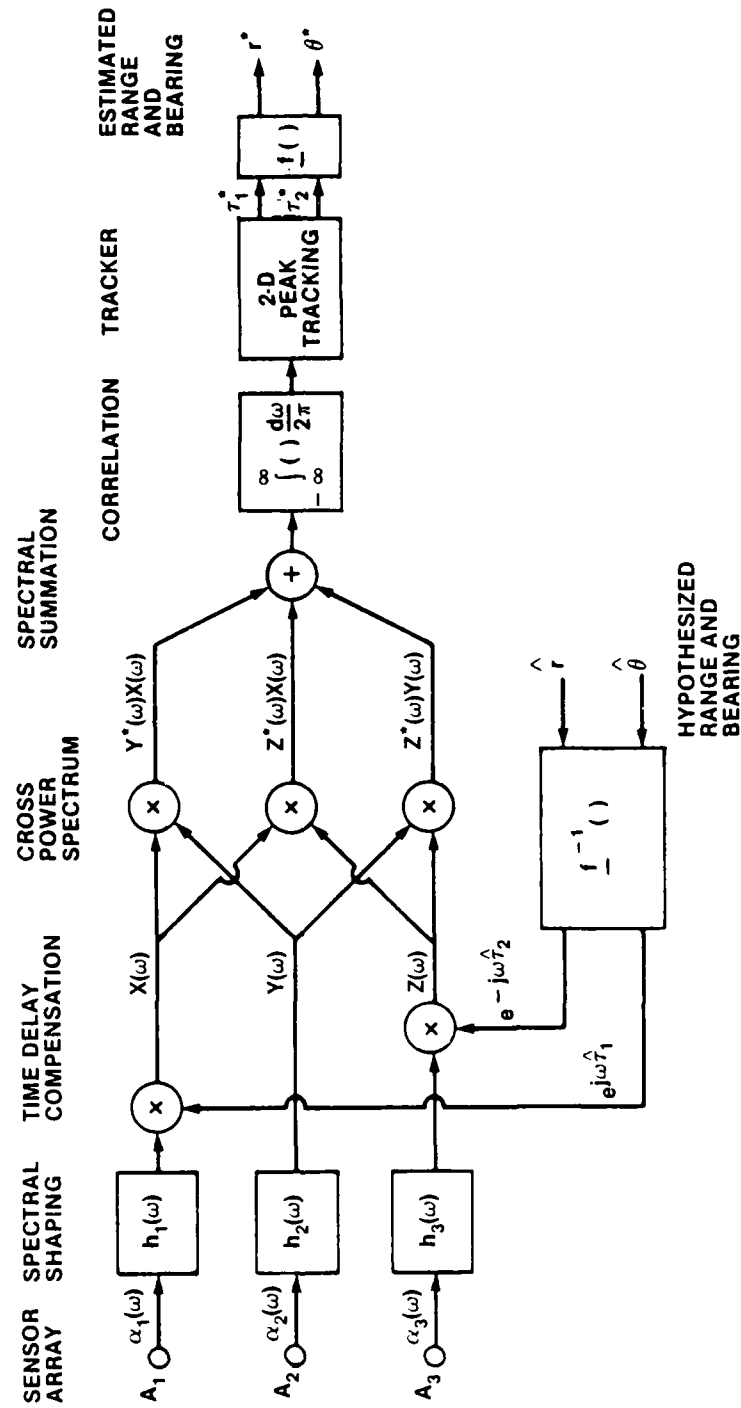 SENSOR
ARRAY
SPECTRAL
SHAPING
TIME DELAY
COMPENSATION
CROSS
POWER
SPECTRUM
SPECTRAL
SUMMATION
CORRELATION
TRACKER
ESTIMATED
RANGE
AND
BEARING
A₁
α₁(ω)
h₁(ω)
×
X(ω)
×
Y*(ω)X(ω)
A₂
α₂(ω)
h₂(ω)
Y(ω)
×
Z*(ω)X(ω)
+
∫_{-∞}^{∞} ( ) dω/2π
2-D
PEAK
TRACKING
τ₁*
τ₂*
f ( )
r*
θ*
A₃
α₃(ω)
h₃(ω)
×
Z(ω)
×
Z*(ω)Y(ω)
e^{-jωτ̂₂}
e^{jωτ̂₁}
f⁻¹ ( )
r̂
θ̂
HYPOTHESIZED
RANGE AND
BEARING